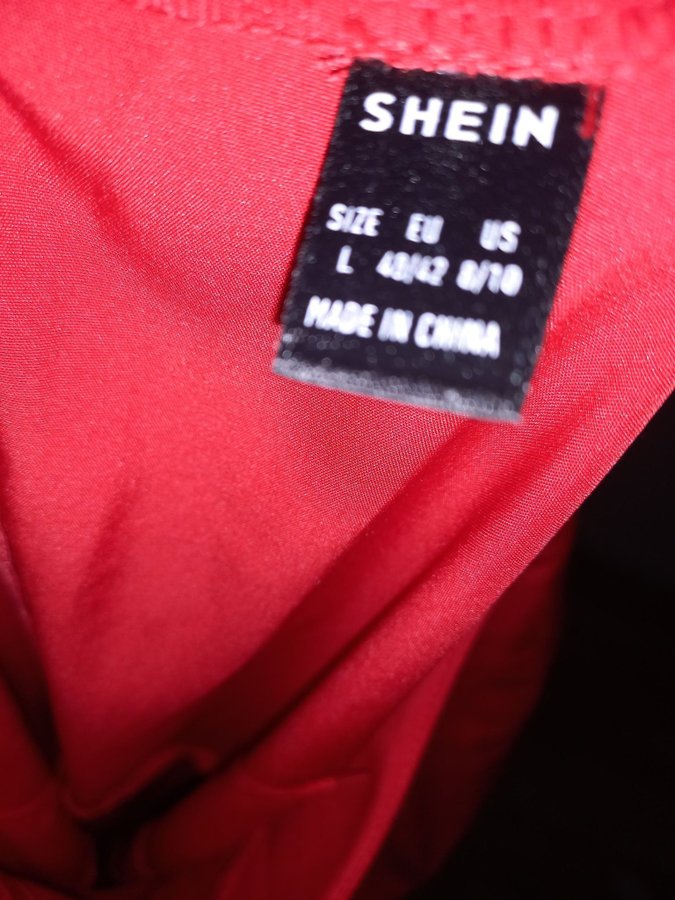 SHEIN
SIZE EU US
L 40/42 8/10
MADE IN CHINA